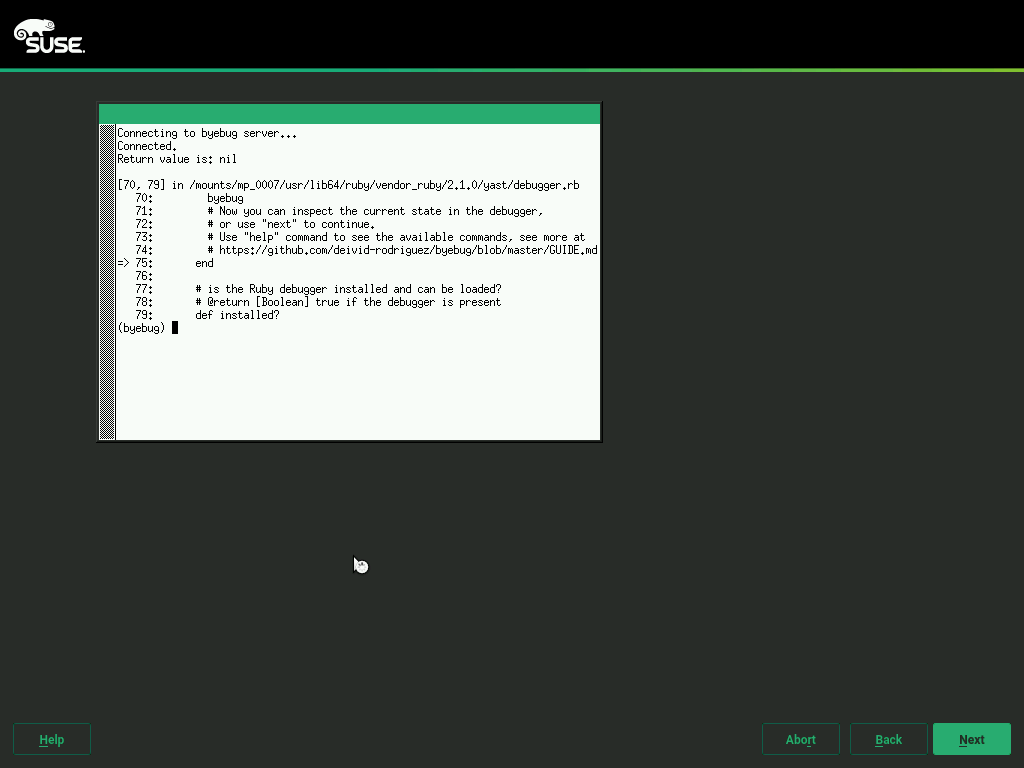 SUSE.
Connecting to byebug server...
Connected.
Return value is: nil
[70, 79] in /mounts/mp_0007/usr/lib64/ruby/vendor_ruby/2.1.0/yast/debugger.rb
   70:         byebug
   71:         # Now you can inspect the current state in the debugger,
   72:         # or use "next" to continue.
   73:         # Use "help" command to see the available commands, see more at
   74:         # https://github.com/deivid-rodriguez/byebug/blob/master/GUIDE.md
=> 75:       end
   76:
   77:       # is the Ruby debugger installed and can be loaded?
   78:       # @return [Boolean] true if the debugger is present
   79:       def installed?
(byebug)
Help
Abort
Back
Next